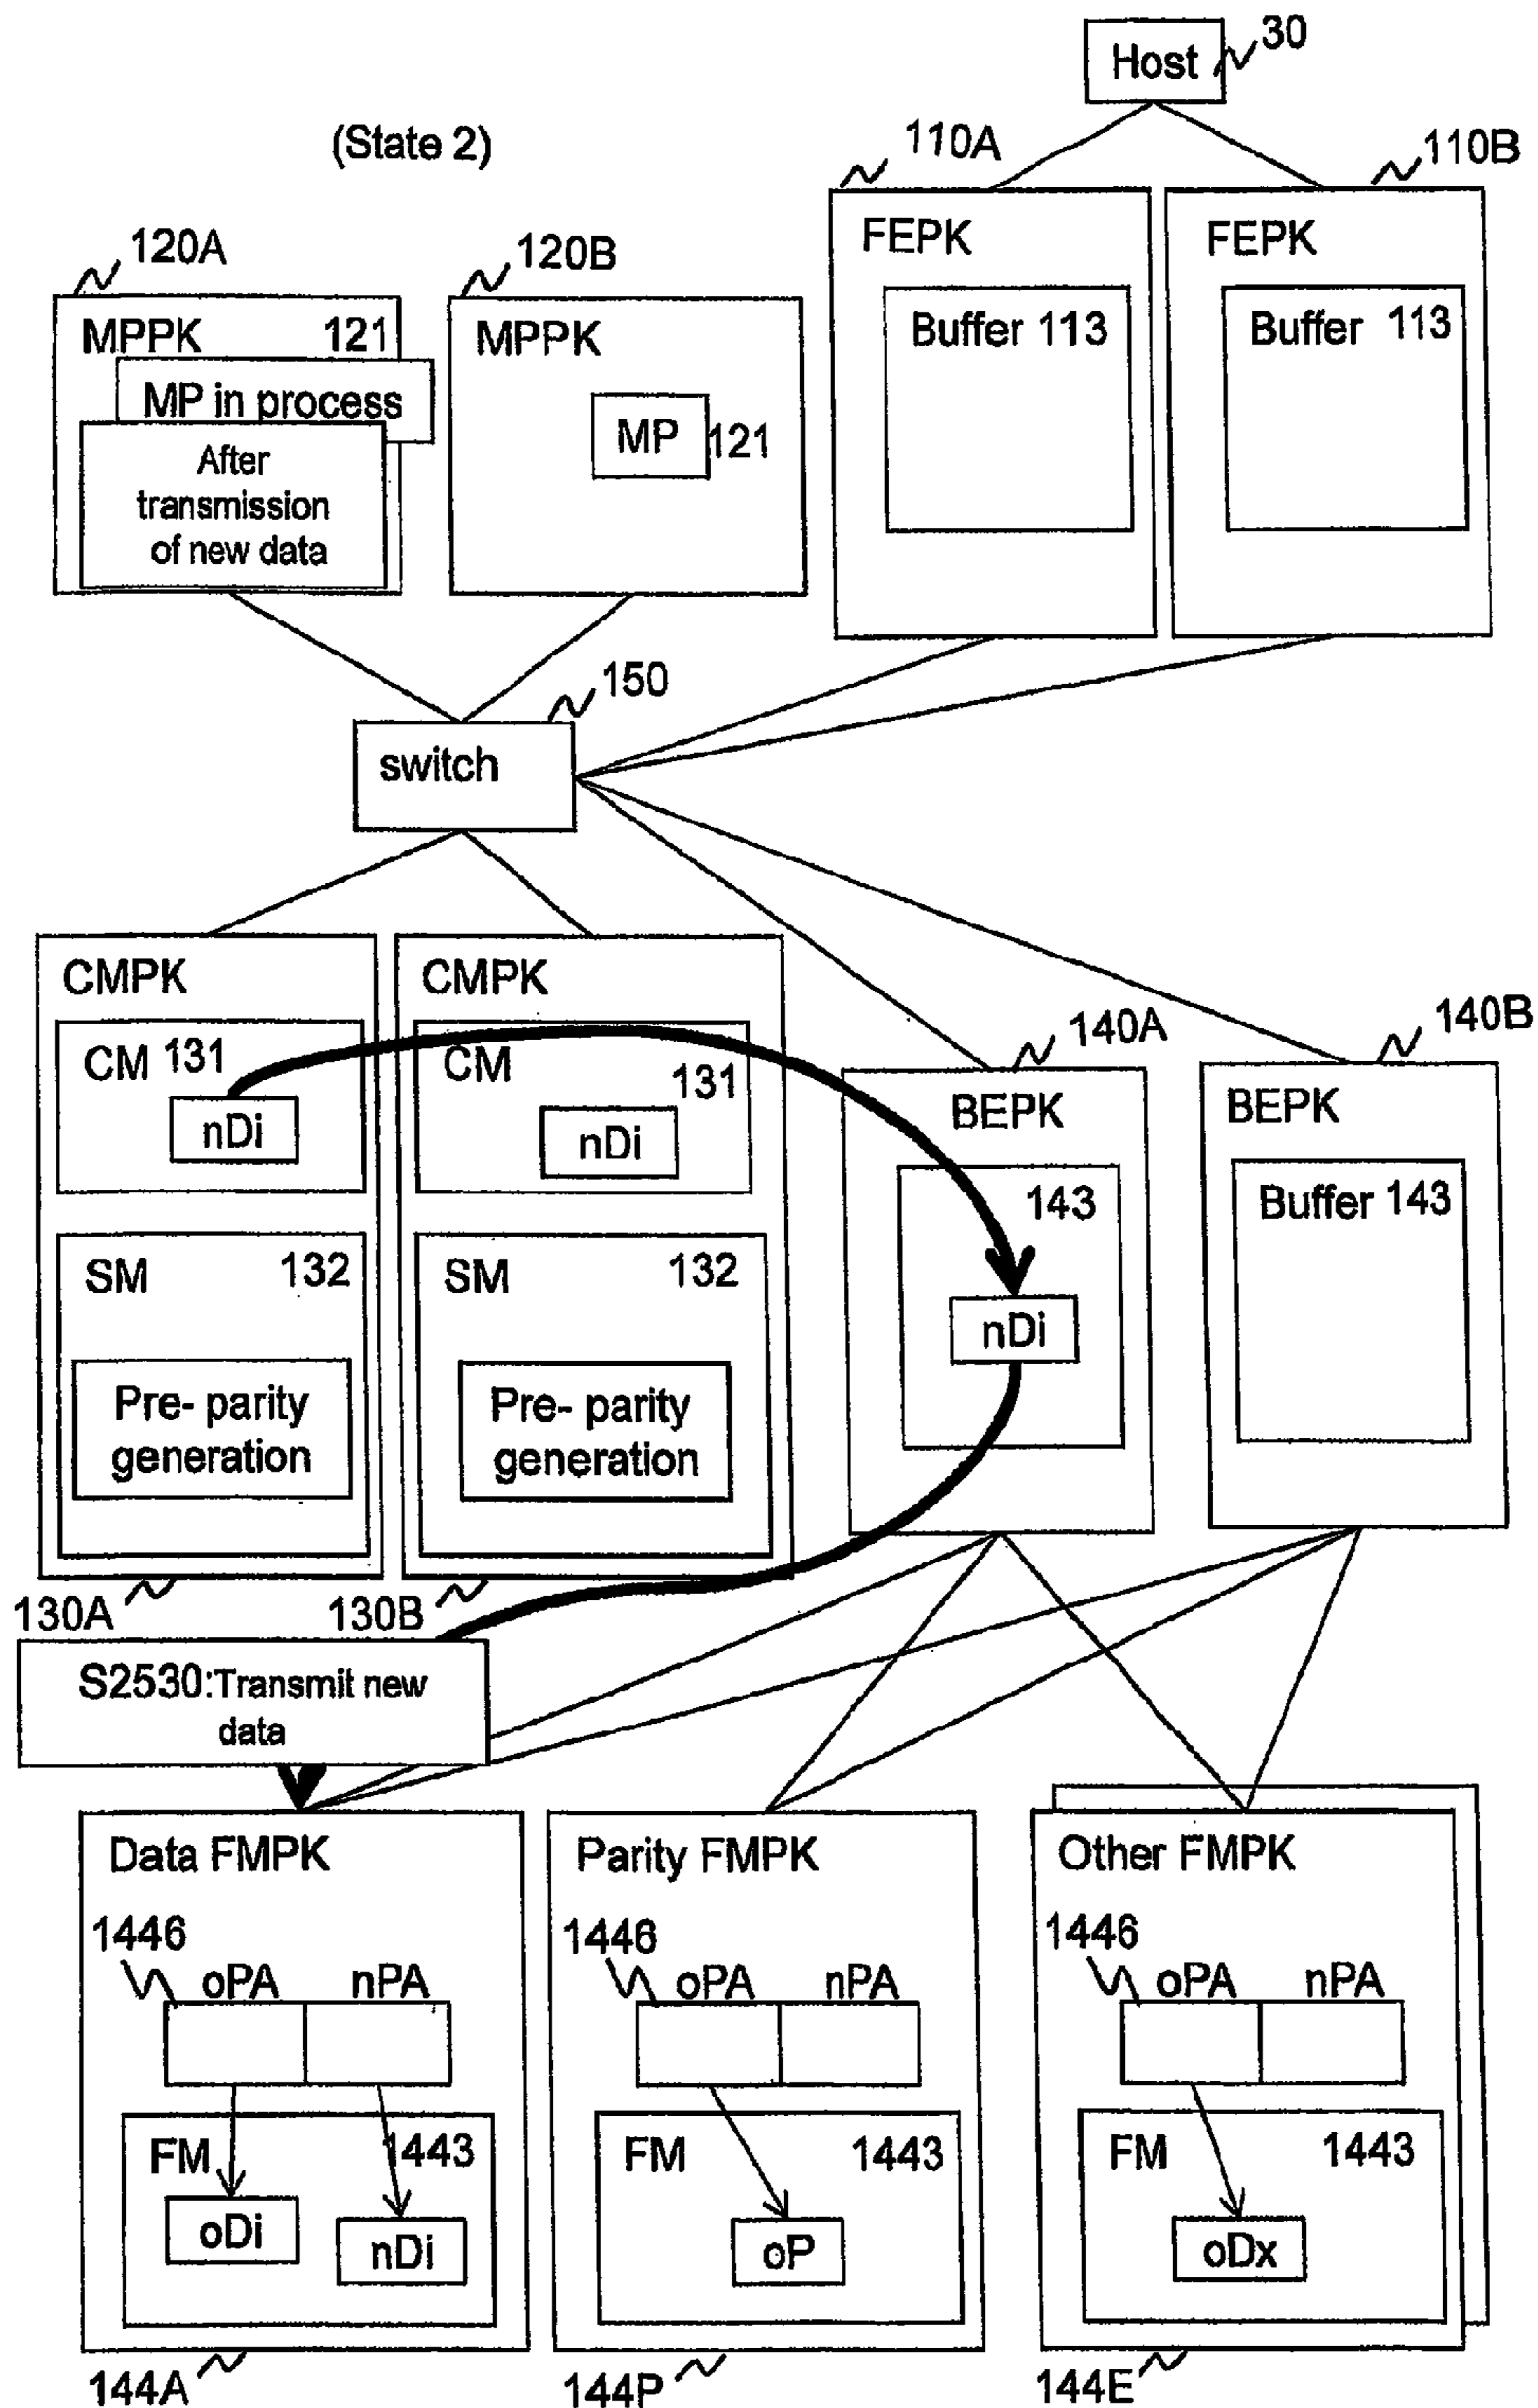 Host 30
(State 2)
110A
110B
FEPK
Buffer 113
FEPK
Buffer 113
120A
120B
MPPK 121
MP in process
After
transmission
of new data
MPPK
MP 121
150
switch
CMPK
CM 131
nDi
SM 132
Pre- parity
generation
130A
CMPK
CM 131
nDi
SM 132
Pre- parity
generation
130B
140A
BEPK
143
nDi
140B
BEPK
Buffer 143
S2530:Transmit new
data
Data FMPK
1446
oPA nPA
FM 1443
oDi
nDi
144A
Parity FMPK
1446
oPA nPA
FM 1443
oP
144P
Other FMPK
1446
oPA nPA
FM 1443
oDx
144E